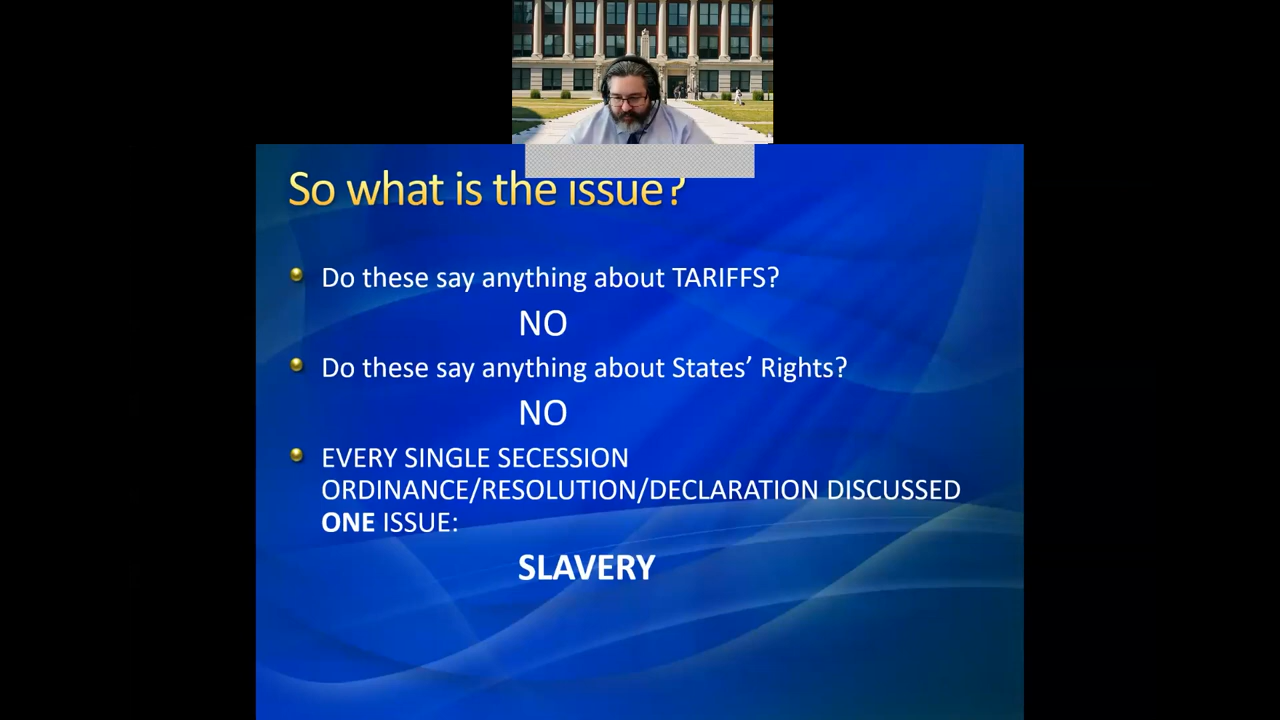 So what is the issue?
Do these say anything about TARIFFS?
NO
Do these say anything about States’ Rights?
NO
EVERY SINGLE SECESSION
ORDINANCE/RESOLUTION/DECLARATION DISCUSSED
ONE ISSUE:
SLAVERY